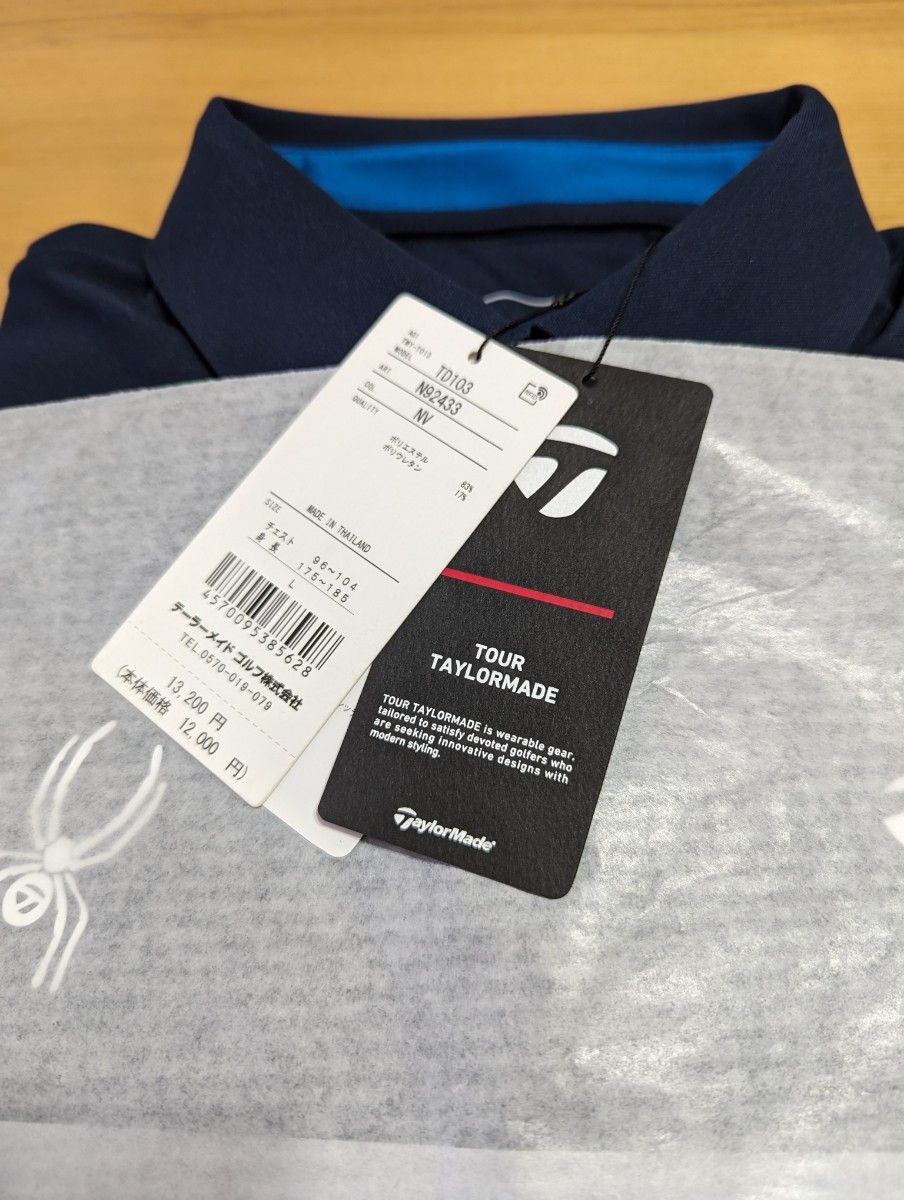 AGI
TMY-TD10
MODEL TD103
ART N92433
COL NV
QUALITY
ポリエステル 83%
ポリウレタン 17%
MADE IN THAILAND
SIZE
チェスト 96~104
身長 175~185
L
4570095385628
テーラーメイド ゴルフ株式会社
TEL.0570-019-079
13,200 円
(本体価格 12,000 円)
TOUR
TAYLORMADE
TOUR TAYLORMADE is wearable gear,
tailored to satisfy devoted golfers who
are seeking innovative designs with
modern styling.
TaylorMade